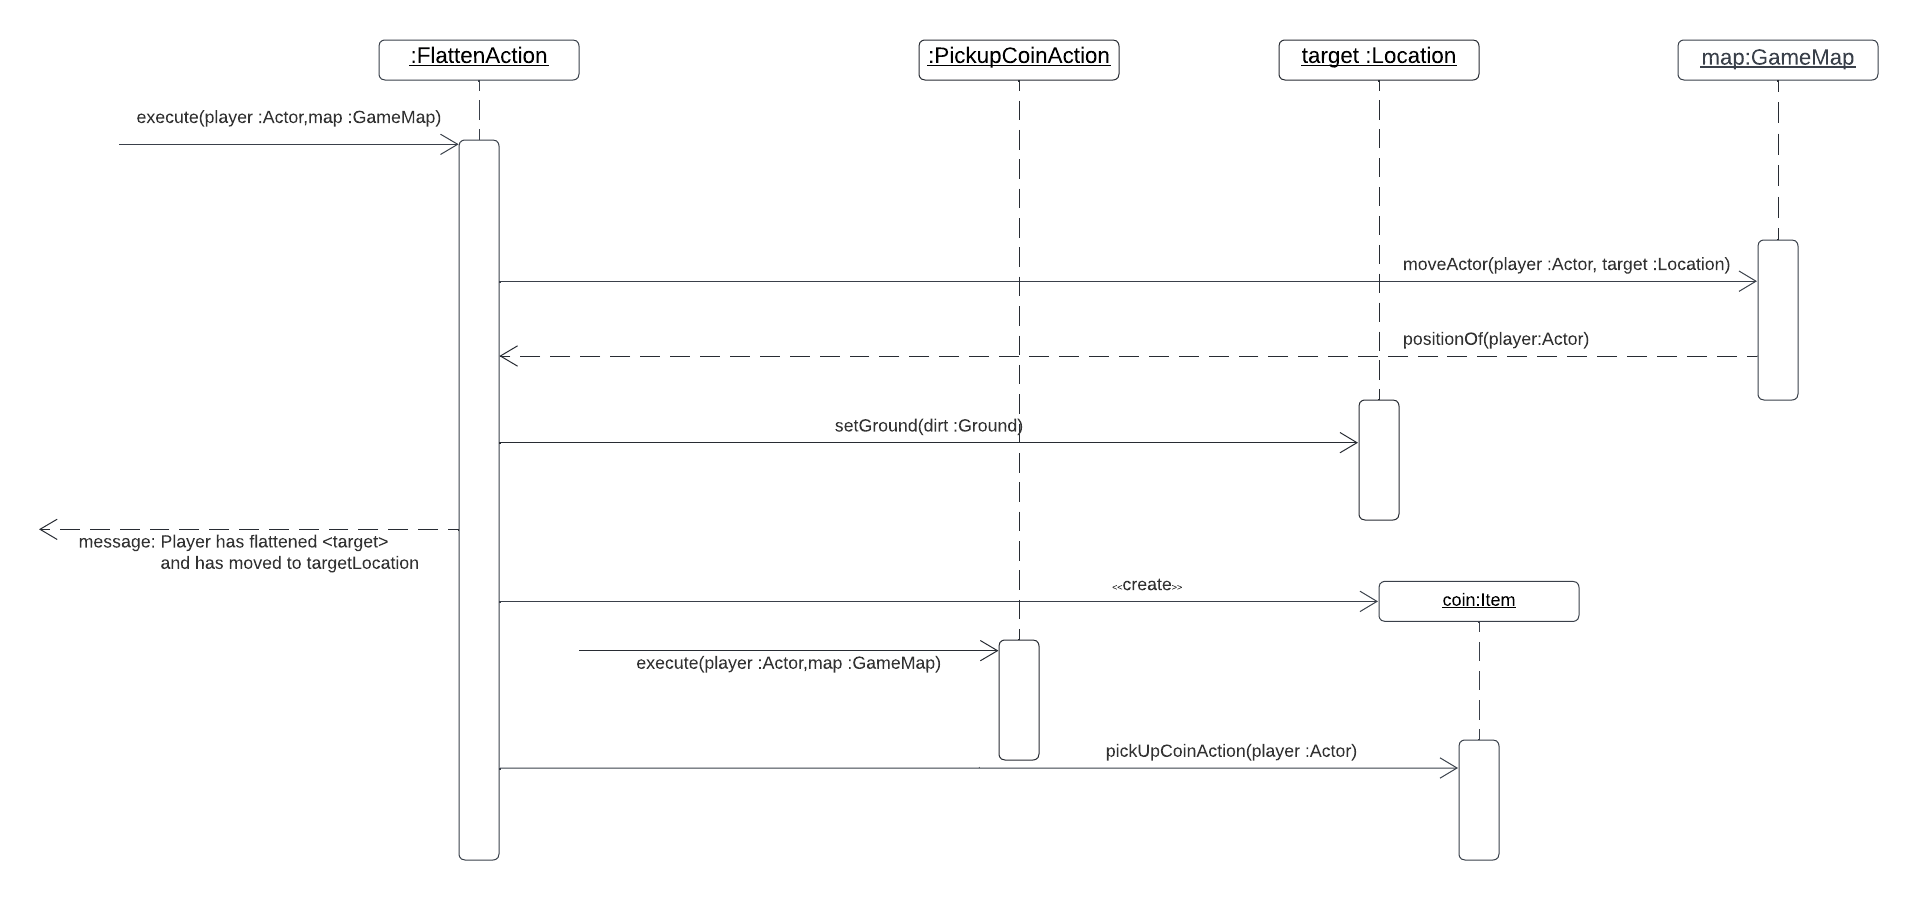 :FlattenAction
:PickupCoinAction
target :Location
map:GameMap
execute(player :Actor,map :GameMap)
moveActor(player :Actor, target :Location)
positionOf(player:Actor)
setGround(dirt :Ground)
message: Player has flattened <target>
and has moved to targetLocation
<<create>>
coin:Item
execute(player :Actor,map :GameMap)
pickUpCoinAction(player :Actor)